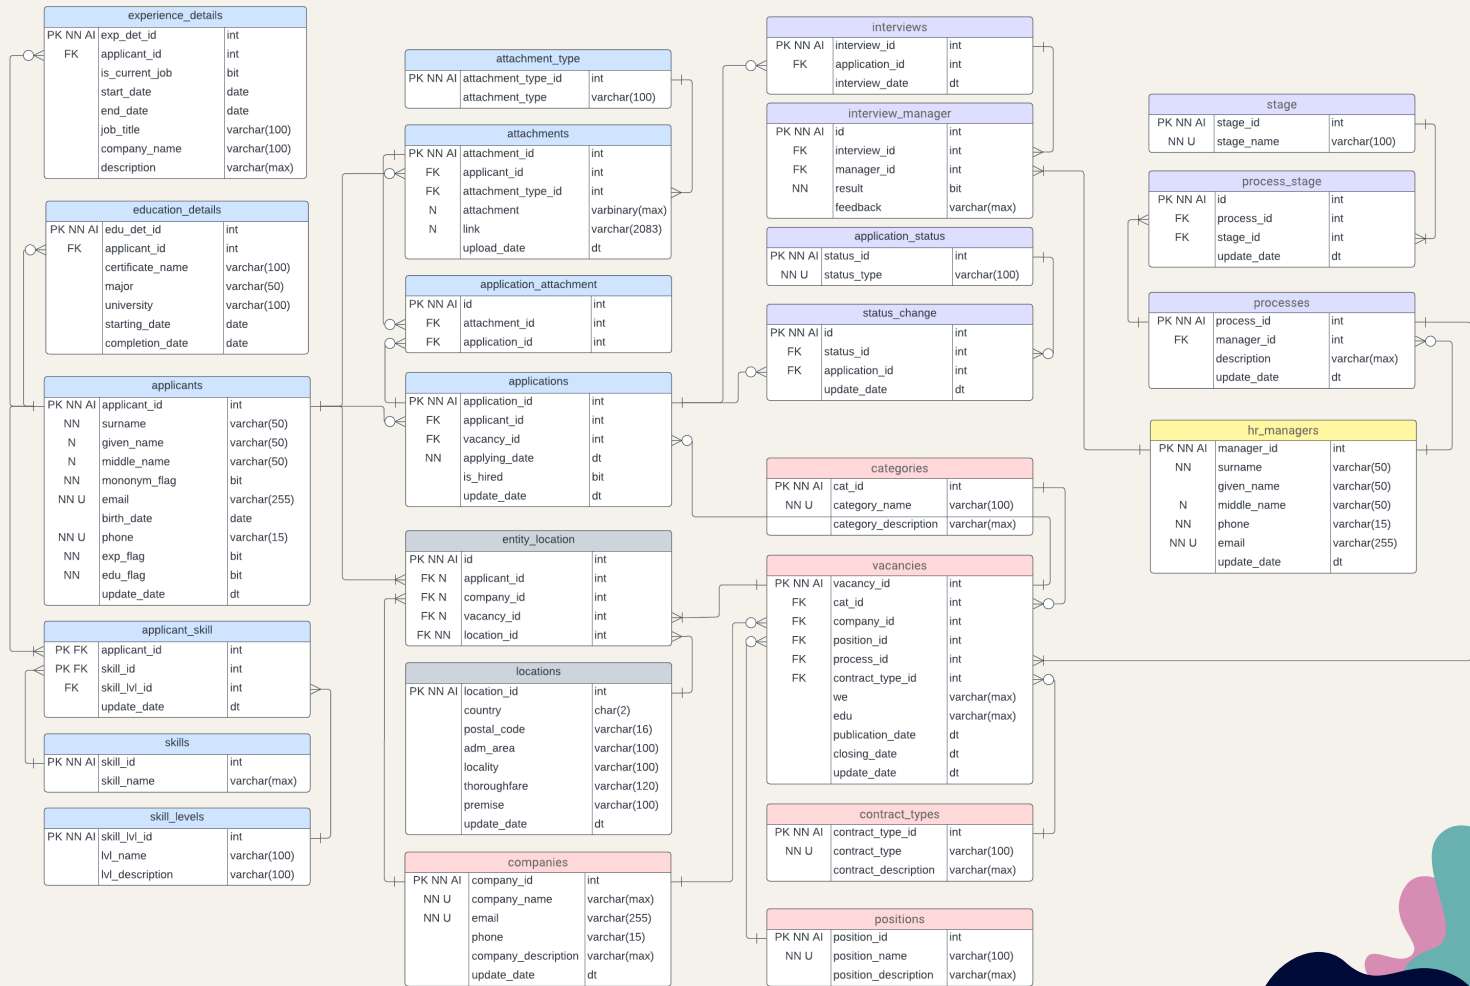 experience_details
PK NN AI exp_det_id int
FK applicant_id int
is_current_job bit
start_date date
end_date date
job_title varchar(100)
company_name varchar(100)
description varchar(max)
education_details
PK NN AI edu_det_id int
FK applicant_id int
certificate_name varchar(100)
major varchar(50)
university varchar(100)
starting_date date
completion_date date
applicants
PK NN AI applicant_id int
NN surname varchar(50)
N given_name varchar(50)
N middle_name varchar(50)
NN mononym_flag bit
NN U email varchar(255)
birth_date date
NN U phone varchar(15)
NN exp_flag bit
NN edu_flag bit
update_date dt
applicant_skill
PK FK applicant_id int
PK FK skill_id int
FK skill_lvl_id int
update_date dt
skills
PK NN AI skill_id int
skill_name varchar(max)
skill_levels
PK NN AI skill_lvl_id int
lvl_name varchar(100)
lvl_description varchar(100)
attachment_type
PK NN AI attachment_type_id int
attachment_type varchar(100)
attachments
PK NN AI attachment_id int
FK applicant_id int
FK attachment_type_id int
N attachment varbinary(max)
N link varchar(2083)
upload_date dt
application_attachment
PK NN AI id int
FK attachment_id int
FK application_id int
applications
PK NN AI application_id int
FK applicant_id int
FK vacancy_id int
NN applying_date dt
is_hired bit
update_date dt
entity_location
PK NN AI id int
FK N applicant_id int
FK N company_id int
FK N vacancy_id int
FK NN location_id int
locations
PK NN AI location_id int
country char(2)
postal_code varchar(16)
adm_area varchar(100)
locality varchar(100)
thoroughfare varchar(120)
premise varchar(100)
update_date dt
companies
PK NN AI company_id int
NN U company_name varchar(max)
NN U email varchar(255)
phone varchar(15)
company_description varchar(max)
update_date dt
interviews
PK NN AI interview_id int
FK application_id int
interview_date dt
interview_manager
PK NN AI id int
FK interview_id int
FK manager_id int
NN result bit
feedback varchar(max)
application_status
PK NN AI status_id int
NN U status_type varchar(100)
status_change
PK NN AI id int
FK status_id int
FK application_id int
update_date dt
categories
PK NN AI cat_id int
NN U category_name varchar(100)
category_description varchar(max)
vacancies
PK NN AI vacancy_id int
FK cat_id int
FK company_id int
FK position_id int
FK process_id int
FK contract_type_id int
we varchar(max)
edu varchar(max)
publication_date dt
closing_date dt
update_date dt
contract_types
PK NN AI contract_type_id int
NN U contract_type varchar(100)
contract_description varchar(max)
positions
PK NN AI position_id int
NN U position_name varchar(100)
position_description varchar(max)
stage
PK NN AI stage_id int
NN U stage_name varchar(100)
process_stage
PK NN AI id int
FK process_id int
FK stage_id int
update_date dt
processes
PK NN AI process_id int
FK manager_id int
description varchar(max)
update_date dt
hr_managers
PK NN AI manager_id int
NN surname varchar(50)
given_name varchar(50)
N middle_name varchar(50)
NN phone varchar(15)
NN U email varchar(255)
update_date dt